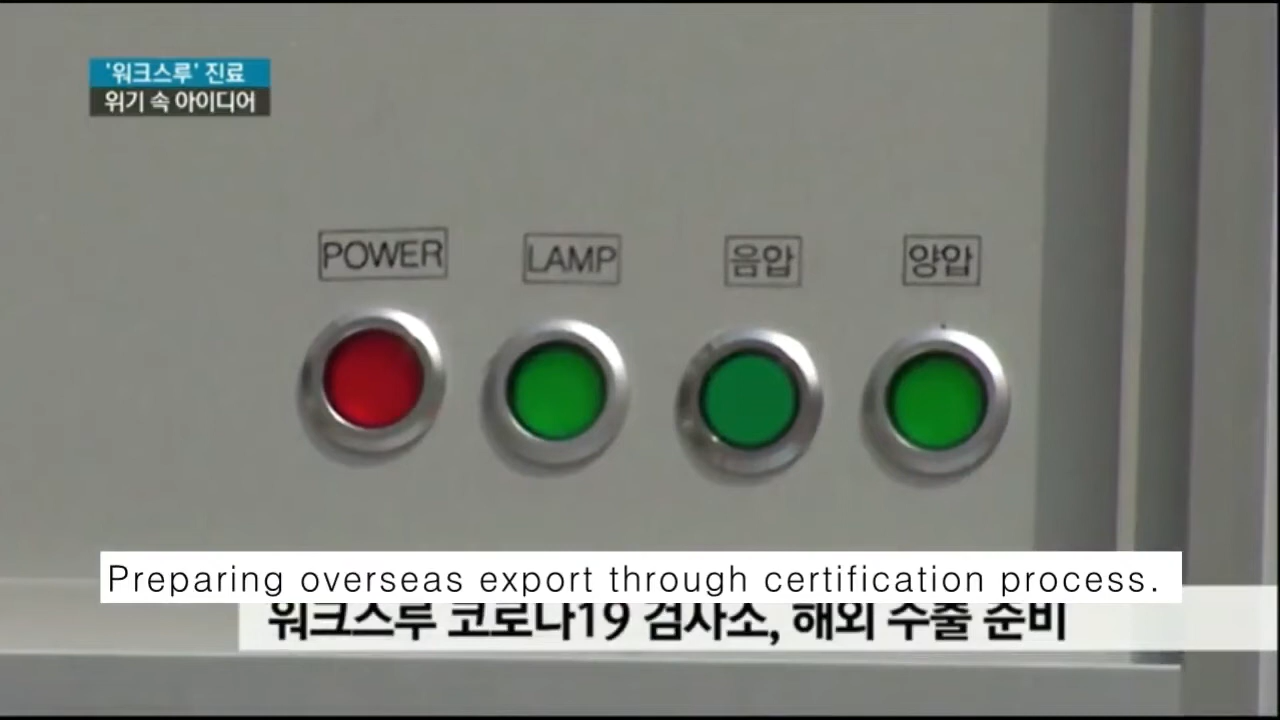 '워크스루' 진료
위기 속 아이디어
POWER LAMP 음압 양압
Preparing overseas export through certification process.
워크스루 코로나19 검사소, 해외 수출 준비